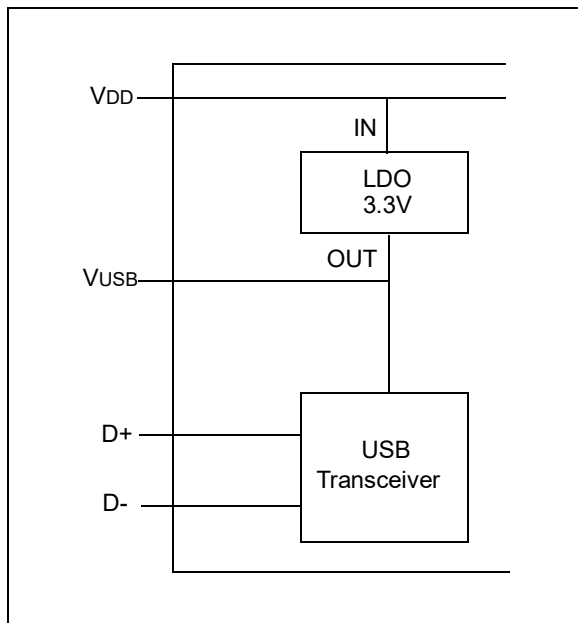 VDD
IN
LDO
3.3V
OUT
VUSB
D+
USB
Transceiver
D-